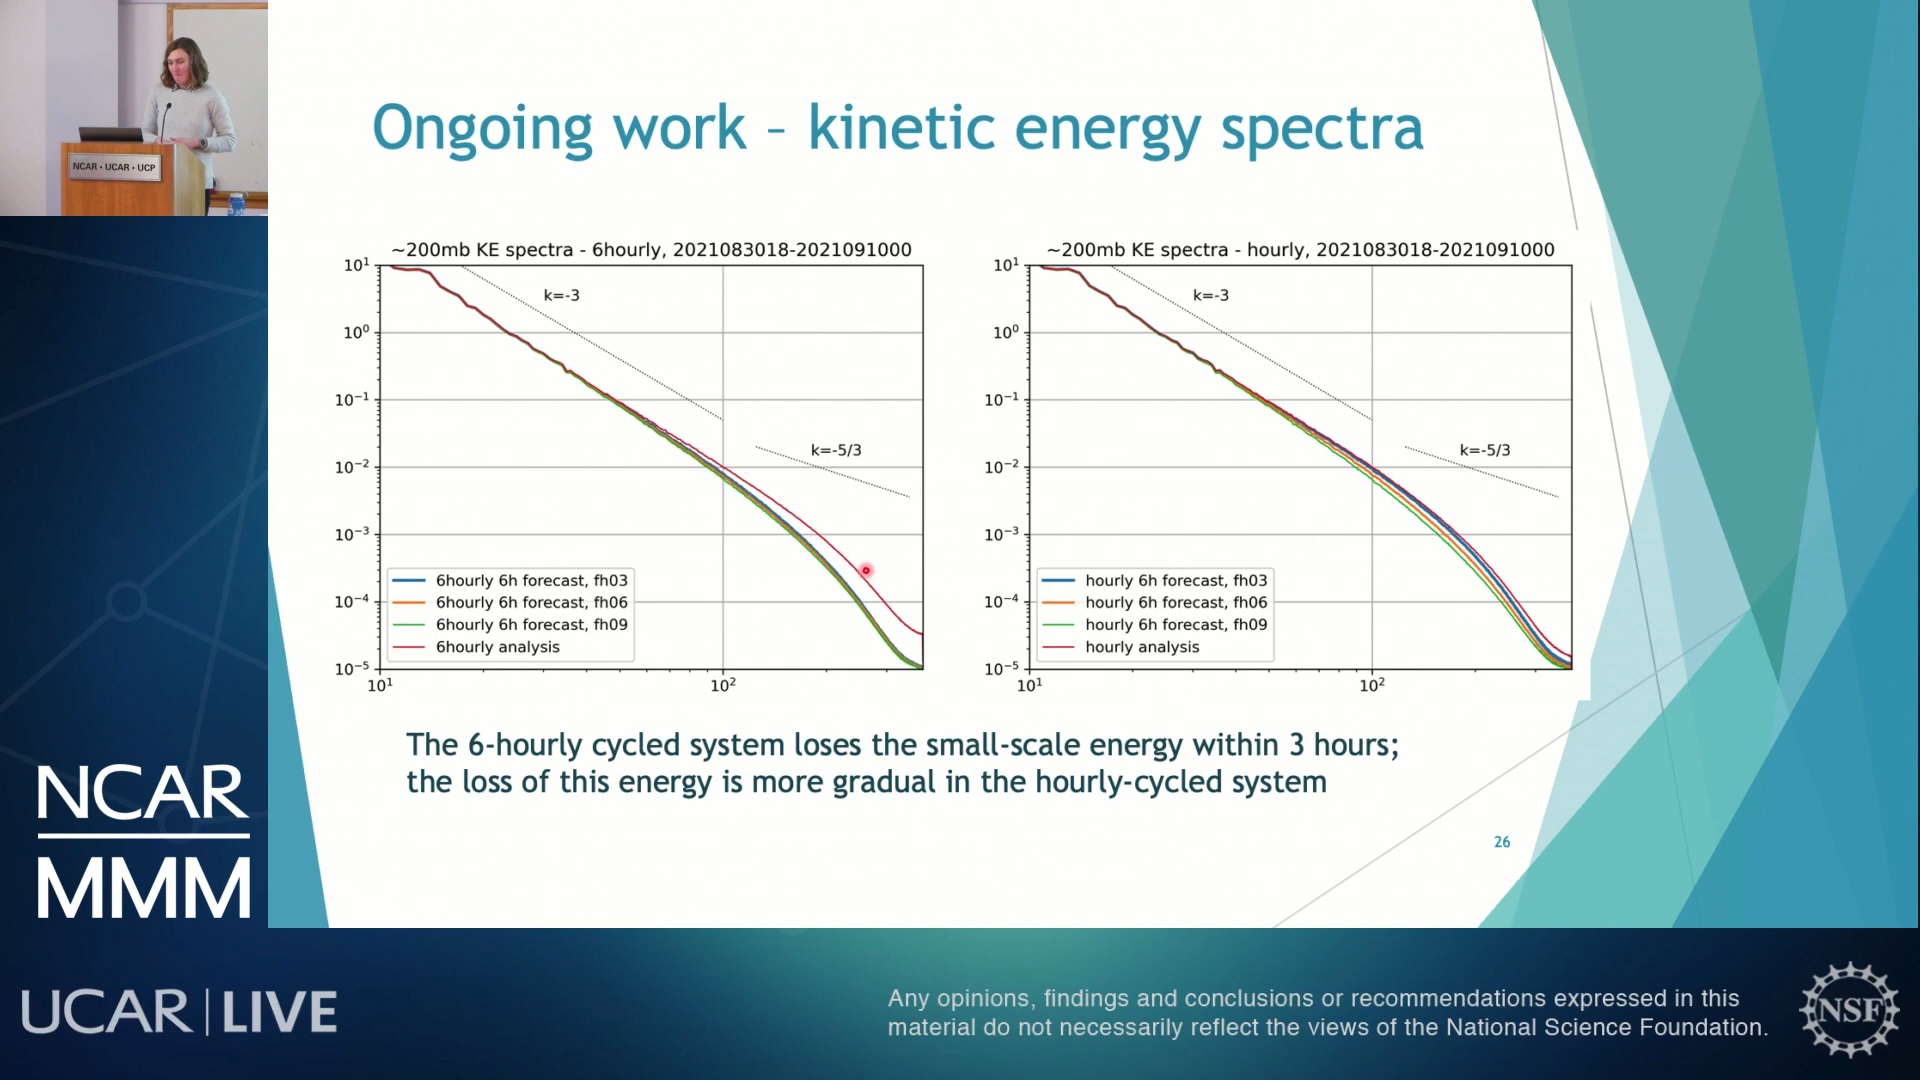 NCAR • UCAR • UCP
Ongoing work – kinetic energy spectra
~200mb KE spectra - 6hourly, 2021083018-2021091000
10¹
10⁰
10⁻¹
10⁻²
10⁻³
10⁻⁴
10⁻⁵
k=-3
k=-5/3
6hourly 6h forecast, fh03
6hourly 6h forecast, fh06
6hourly 6h forecast, fh09
6hourly analysis
10¹ 10²
~200mb KE spectra - hourly, 2021083018-2021091000
10¹
10⁰
10⁻¹
10⁻²
10⁻³
10⁻⁴
10⁻⁵
k=-3
k=-5/3
hourly 6h forecast, fh03
hourly 6h forecast, fh06
hourly 6h forecast, fh09
hourly analysis
10¹ 10²
The 6-hourly cycled system loses the small-scale energy within 3 hours;
the loss of this energy is more gradual in the hourly-cycled system
26
NCAR
MMM
UCAR | LIVE
Any opinions, findings and conclusions or recommendations expressed in this
material do not necessarily reflect the views of the National Science Foundation.
NSF